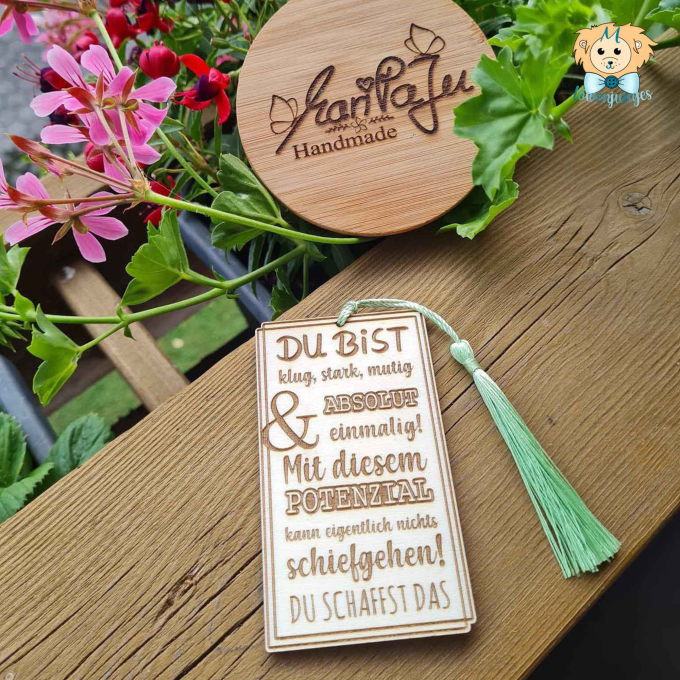 KariPaJu
Handmade
DU BiST
klug, stark, mutig
& ABSOLUT
einmalig!
Mit diesem
POTENZIAL
kann eigentlich nichts
schiefgehen!
DU SCHAFFST DAS